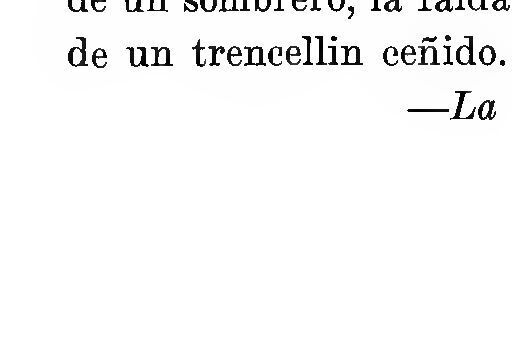 de un sombrero, la falda
de un trencellin ceñido.
—La